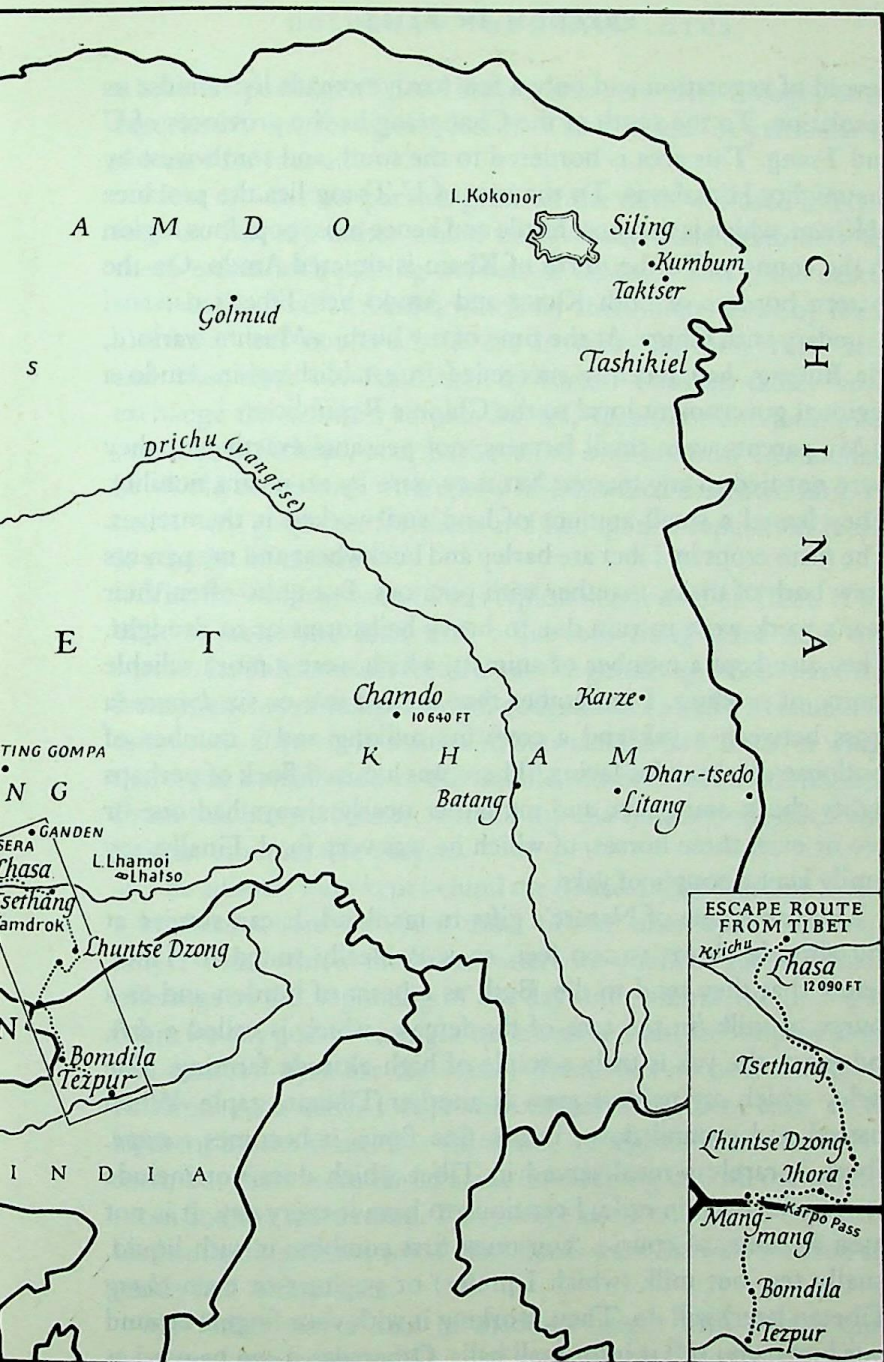 L.Kokonor
A M D O
Siling
Kumbum
Taktser
Golmud
Tashikiel
S
C H I N A
Drichu (Yangtse)
E T
Chamdo
10 640 FT
Karze
K H A M
TING GOMPA
N G
Dhar-tsedo
Batang
Litang
GANDEN
SERA
Lhasa
L.Lhamoi
Lhatso
Tsethang
amdrok
Lhuntse Dzong
N
Bomdila
Tezpur
I N D I A
ESCAPE ROUTE
FROM TIBET
Kyichu
Lhasa
12 090 FT
Tsethang
Lhuntse Dzong
Jhora
Karpo Pass
Mang-
mang
Bomdila
Tezpur